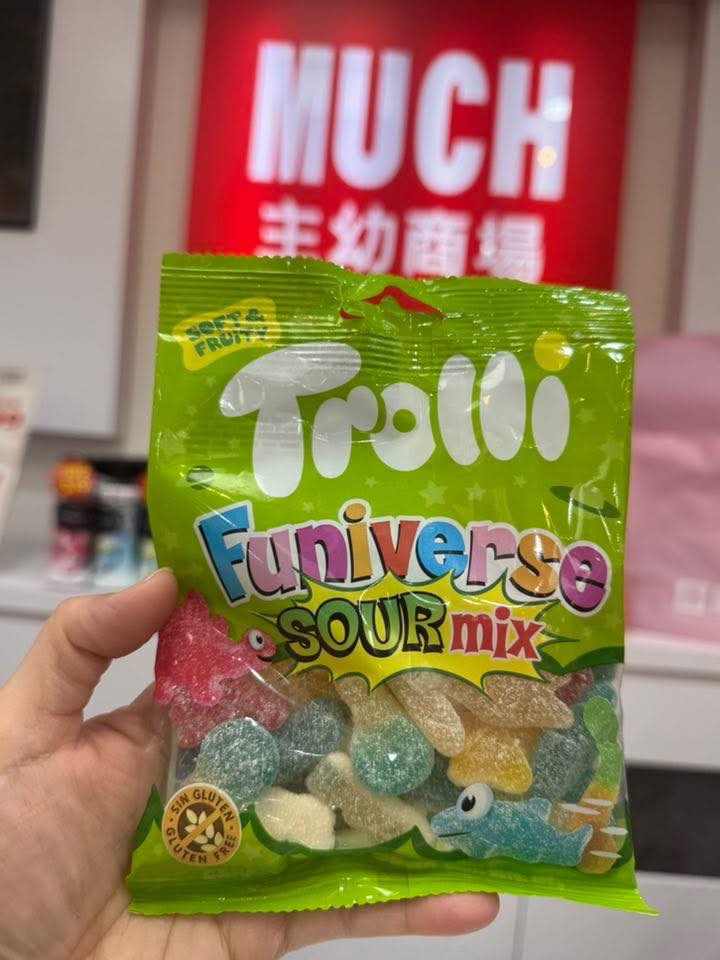 MUCH
主幼商場
SOFT &
FRUITY
Trolli
Funiverse
SOUR mix
SIN GLUTEN
GLUTEN FREE